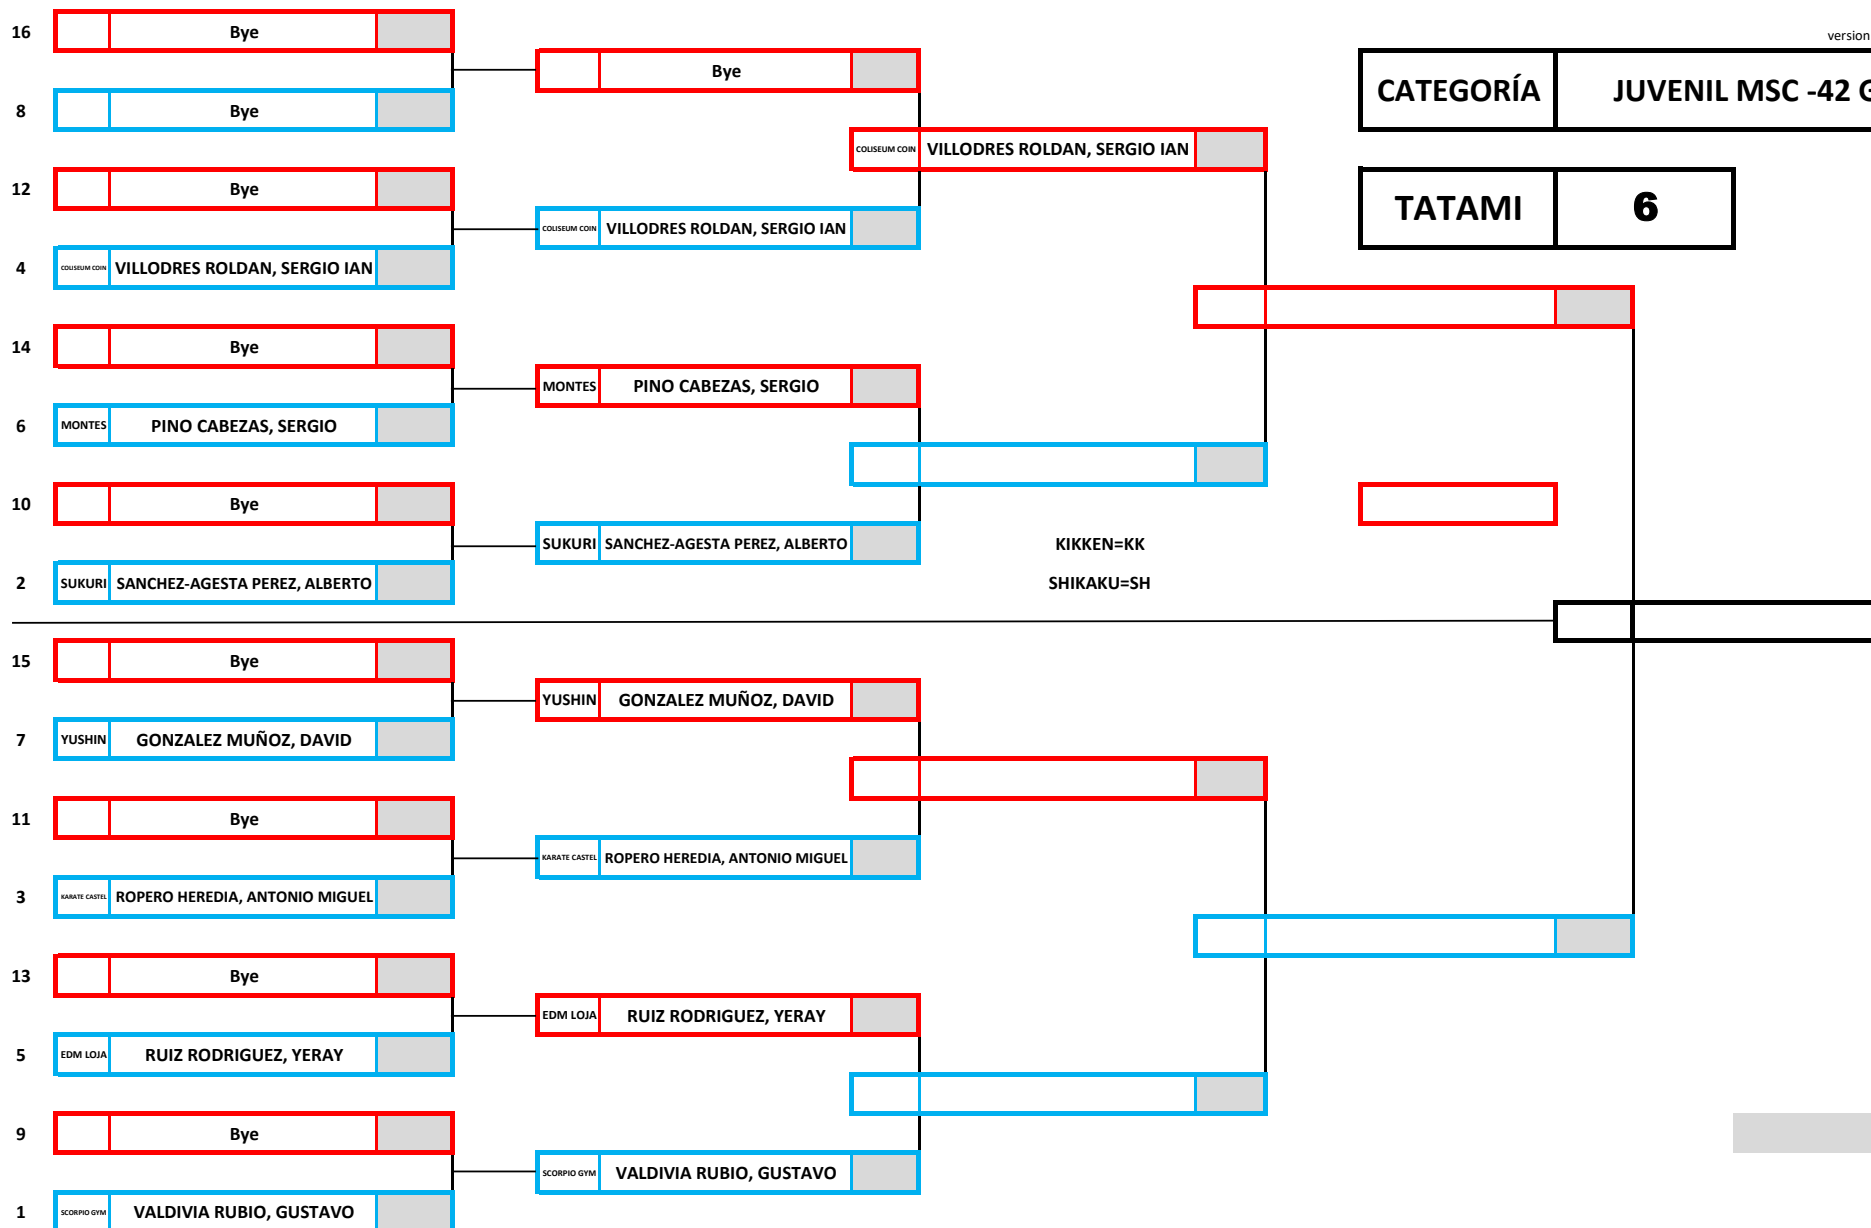 16 Bye
version
Bye
CATEGORÍA JUVENIL MSC -42 G
8 Bye
COLISEUM COIN VILLODRES ROLDAN, SERGIO IAN
12 Bye
TATAMI 6
COLISEUM COIN VILLODRES ROLDAN, SERGIO IAN
4 COLISEUM COIN VILLODRES ROLDAN, SERGIO IAN
14 Bye
MONTES PINO CABEZAS, SERGIO
6 MONTES PINO CABEZAS, SERGIO
10 Bye
SUKURI SANCHEZ-AGESTA PEREZ, ALBERTO
KIKKEN=KK
2 SUKURI SANCHEZ-AGESTA PEREZ, ALBERTO
SHIKAKU=SH
15 Bye
YUSHIN GONZALEZ MUÑOZ, DAVID
7 YUSHIN GONZALEZ MUÑOZ, DAVID
11 Bye
KARATE CASTEL ROPERO HEREDIA, ANTONIO MIGUEL
3 KARATE CASTEL ROPERO HEREDIA, ANTONIO MIGUEL
13 Bye
EDM LOJA RUIZ RODRIGUEZ, YERAY
5 EDM LOJA RUIZ RODRIGUEZ, YERAY
9 Bye
SCORPIO GYM VALDIVIA RUBIO, GUSTAVO
1 SCORPIO GYM VALDIVIA RUBIO, GUSTAVO